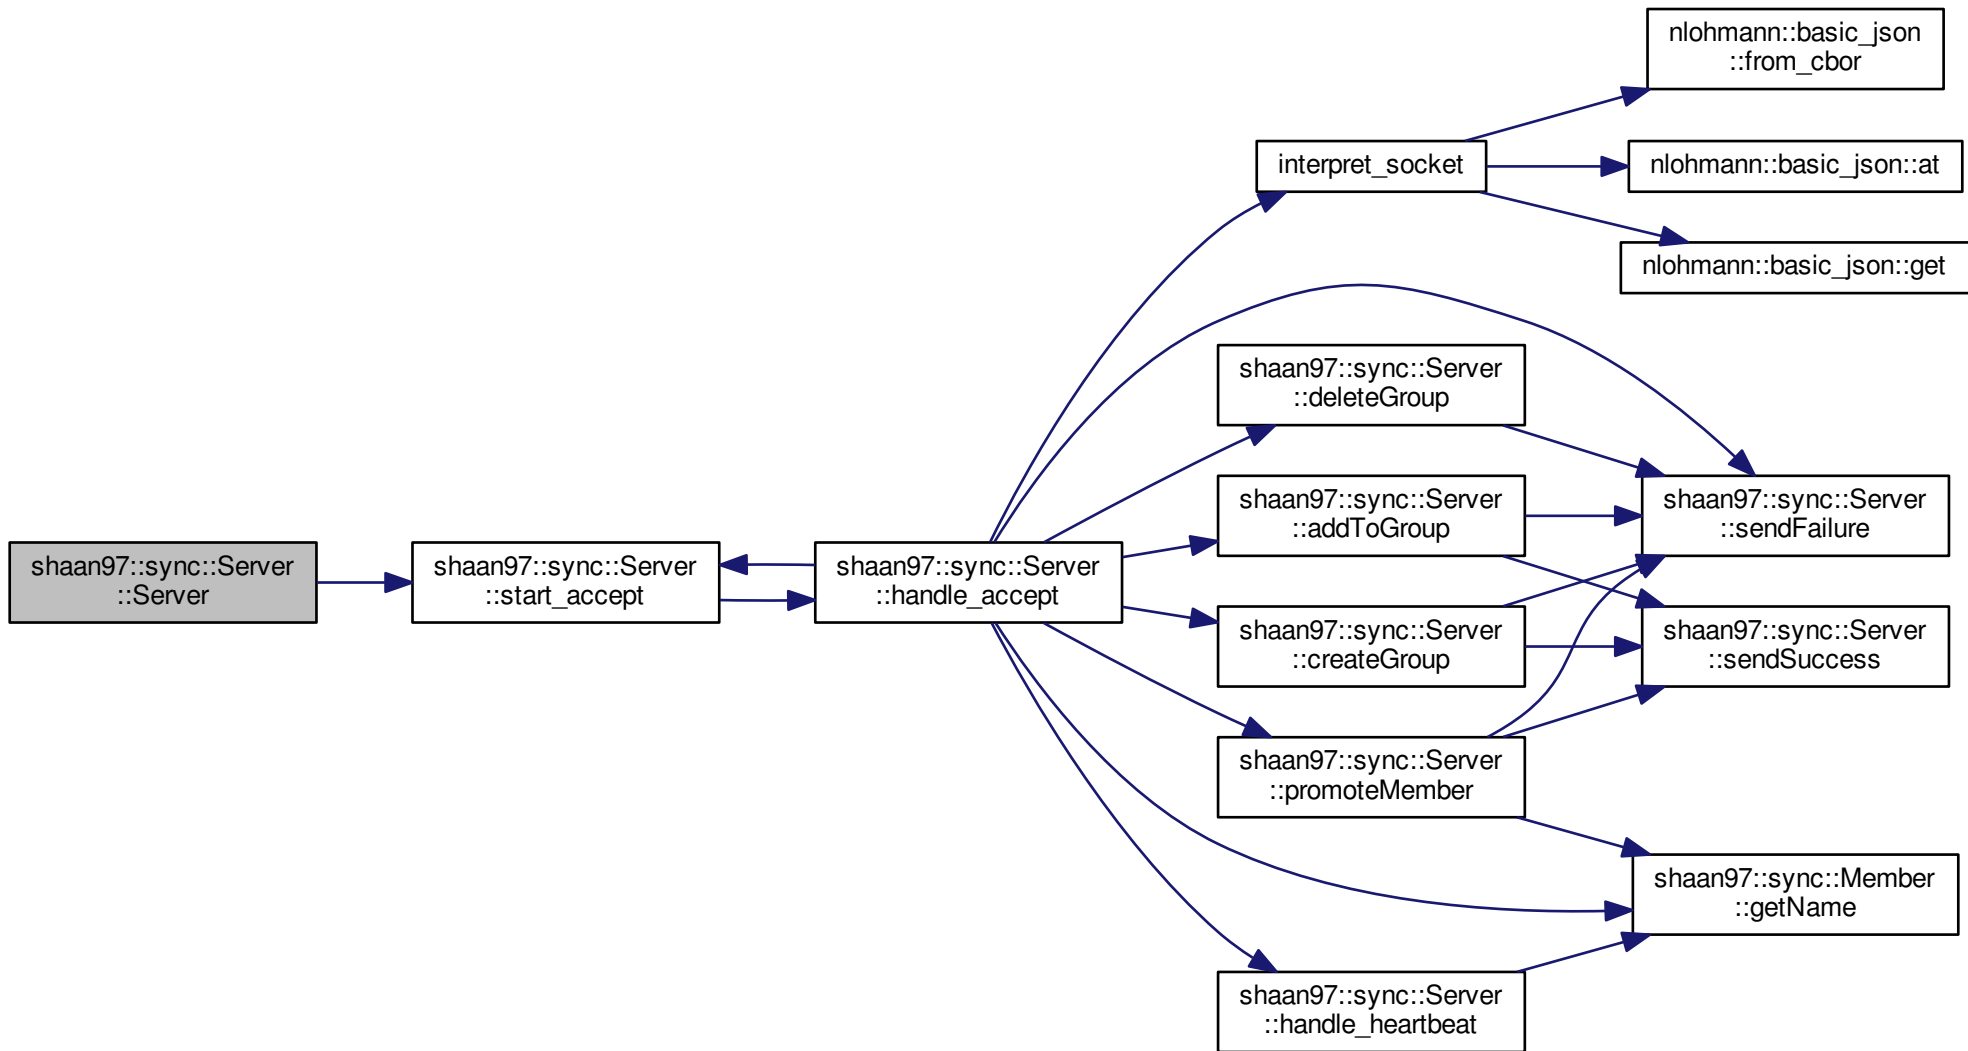 nlohmann::basic_json
::from_cbor
interpret_socket
nlohmann::basic_json::at
nlohmann::basic_json::get
shaan97::sync::Server
::deleteGroup
shaan97::sync::Server
::addToGroup
shaan97::sync::Server
::sendFailure
shaan97::sync::Server
::Server
shaan97::sync::Server
::start_accept
shaan97::sync::Server
::handle_accept
shaan97::sync::Server
::createGroup
shaan97::sync::Server
::sendSuccess
shaan97::sync::Server
::promoteMember
shaan97::sync::Member
::getName
shaan97::sync::Server
::handle_heartbeat